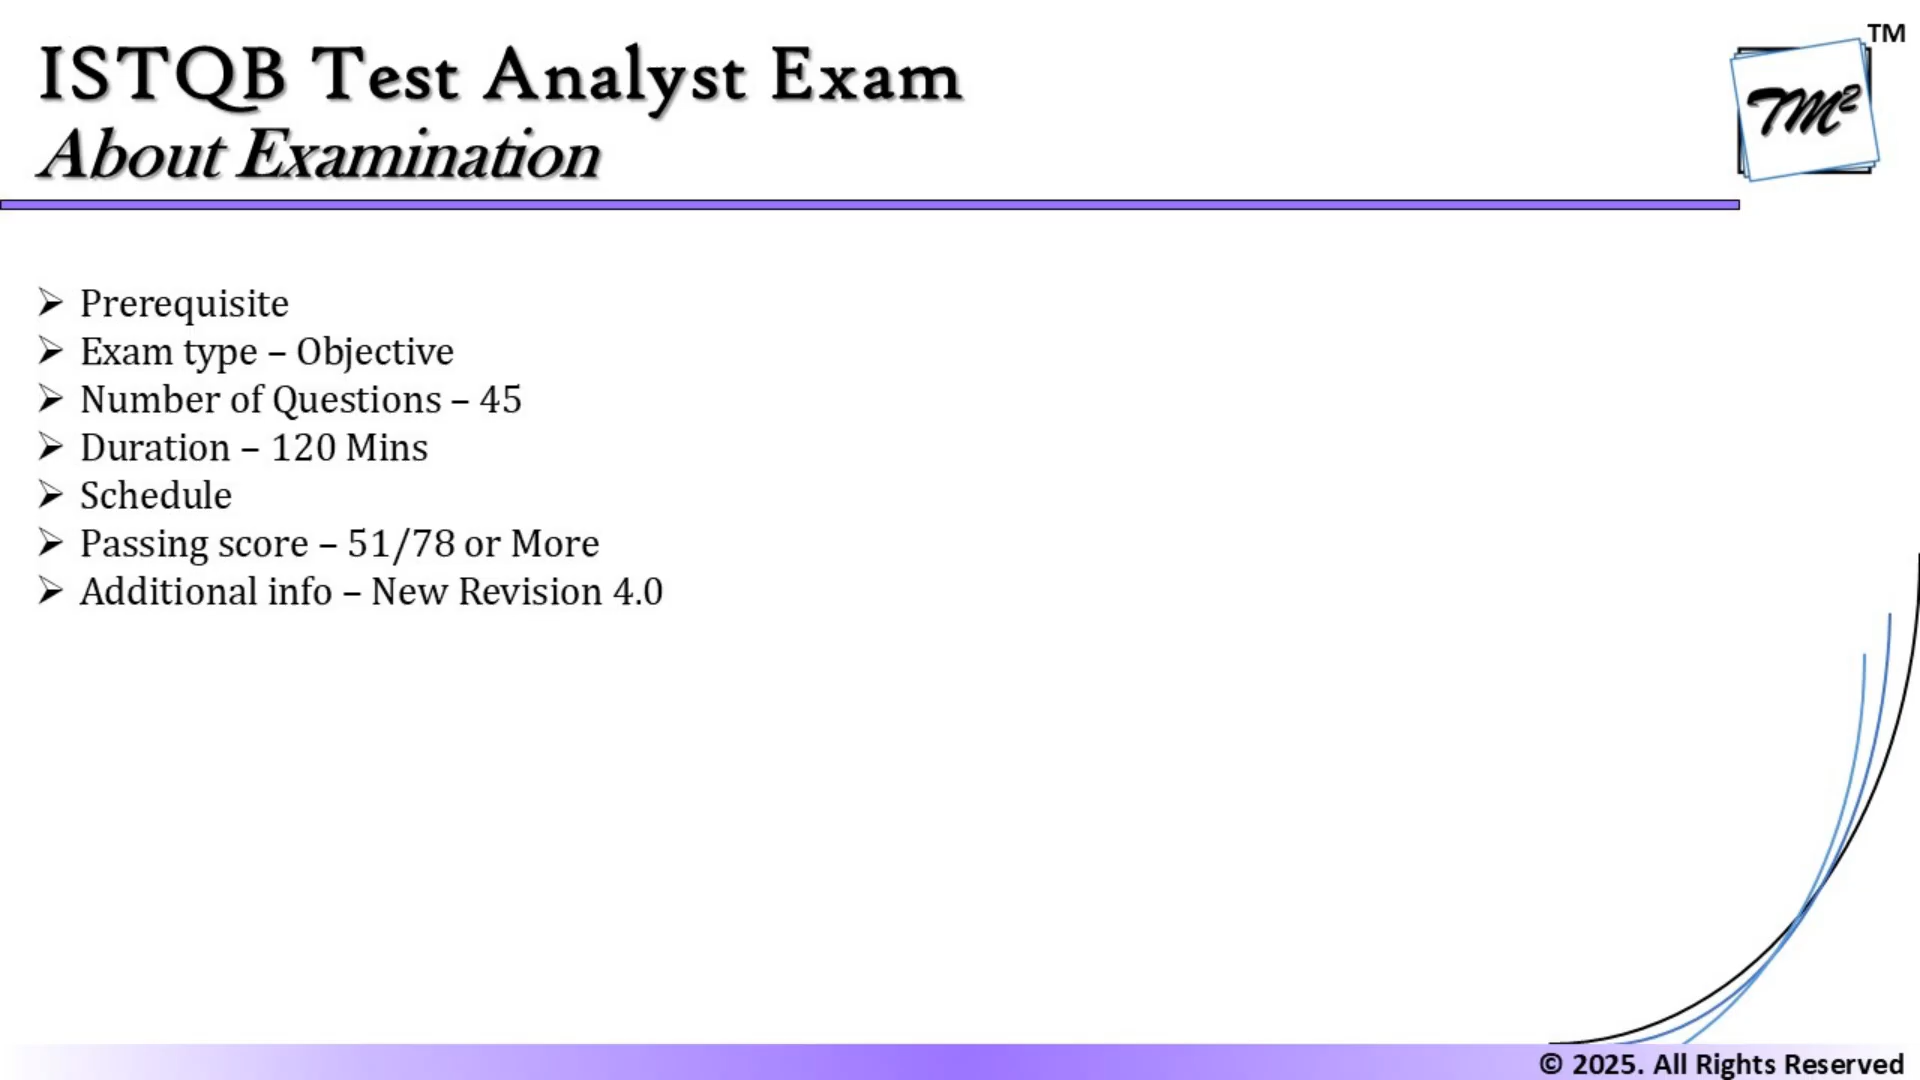 ISTQB Test Analyst Exam
About Examination
TM
TM²
➢ Prerequisite
➢ Exam type – Objective
➢ Number of Questions – 45
➢ Duration – 120 Mins
➢ Schedule
➢ Passing score – 51/78 or More
➢ Additional info – New Revision 4.0
© 2025. All Rights Reserved